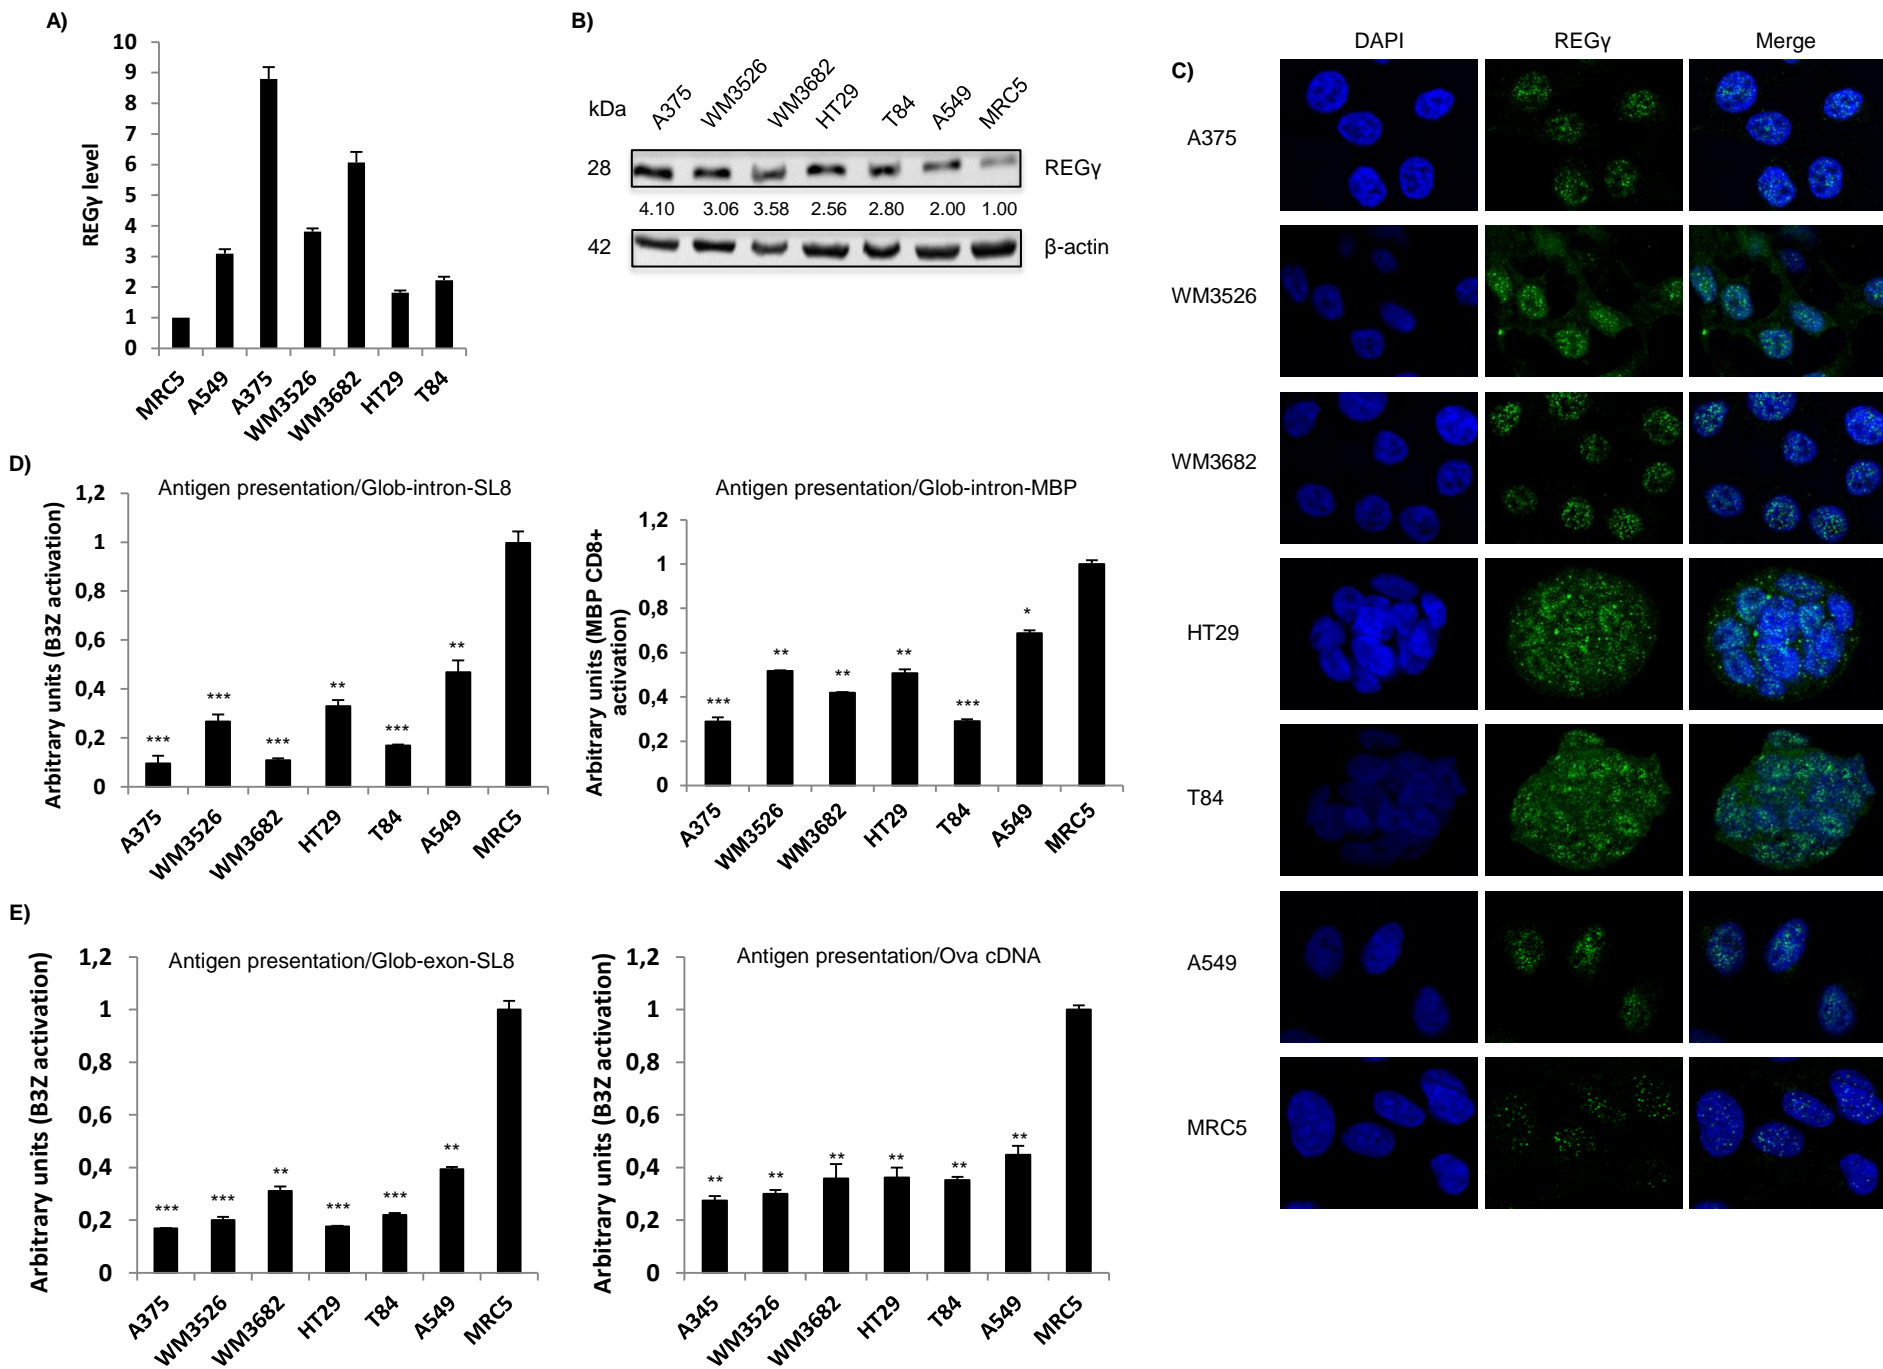 A)
10
9
8
7
6
5
4
3
2
1
0
REGγ level
MRC5
A549
A375
WM3526
WM3682
HT29
T84
B)
kDa
A375
WM3526
WM3682
HT29
T84
A549
MRC5
28
REGγ
4.10 3.06 3.58 2.56 2.80 2.00 1.00
42
β-actin
C)
DAPI
REGγ
Merge
A375
WM3526
WM3682
HT29
T84
A549
MRC5
D)
Antigen presentation/Glob-intron-SL8
Arbitrary units (B3Z activation)
1,2
1
0,8
0,6
0,4
0,2
0
***
***
***
**
***
**
A375
WM3526
WM3682
HT29
T84
A549
MRC5
Antigen presentation/Glob-intron-MBP
Arbitrary units (MBP CD8+
activation)
1,2
1
0,8
0,6
0,4
0,2
0
***
**
**
**
***
*
A375
WM3526
WM3682
HT29
T84
A549
MRC5
E)
Antigen presentation/Glob-exon-SL8
Arbitrary units (B3Z activation)
1,2
1
0,8
0,6
0,4
0,2
0
***
***
**
***
***
**
A375
WM3526
WM3682
HT29
T84
A549
MRC5
Antigen presentation/Ova cDNA
Arbitrary units (B3Z activation)
1,2
1
0,8
0,6
0,4
0,2
0
**
**
**
**
**
**
A345
WM3526
WM3682
HT29
T84
A549
MRC5